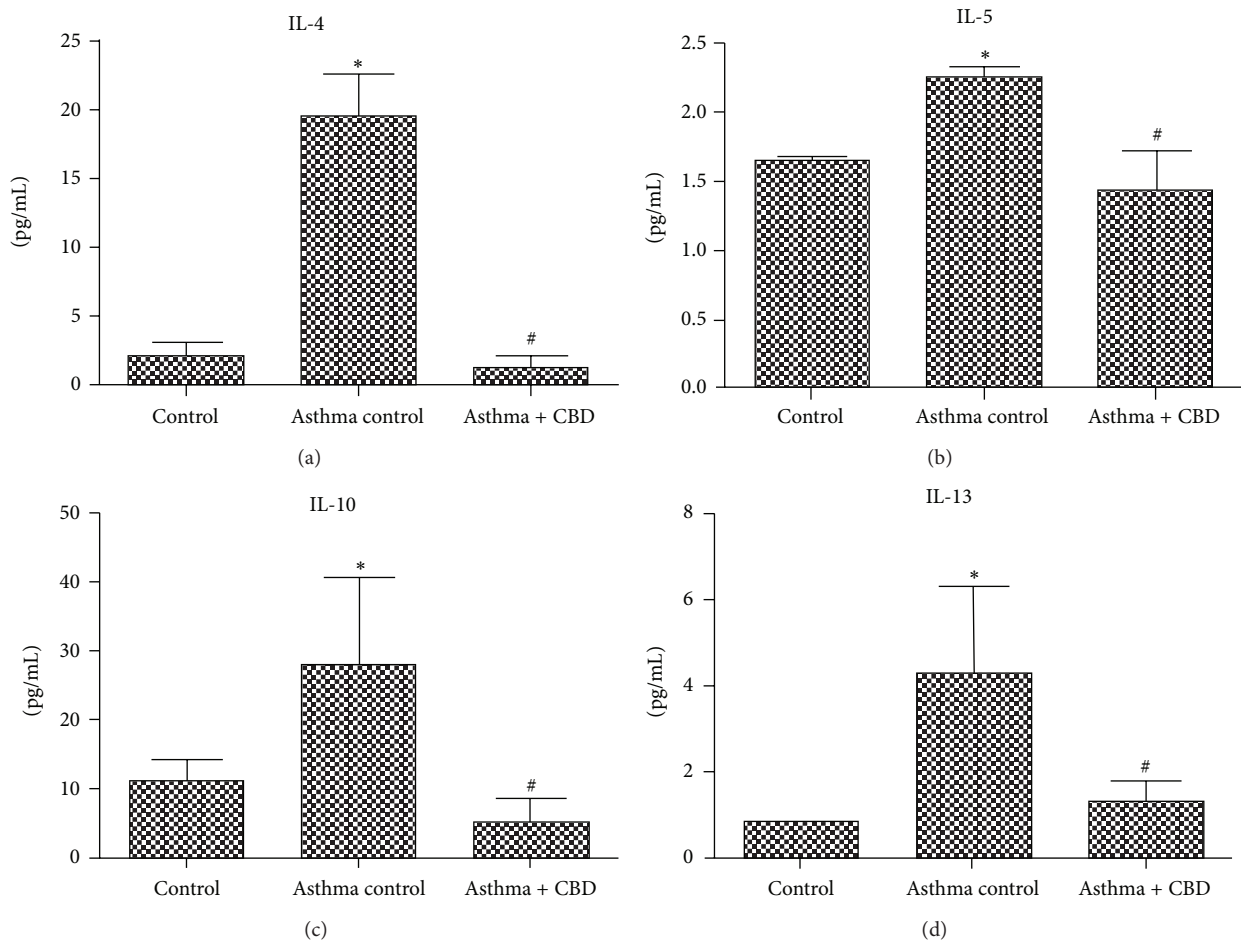 IL-4
25
20
15
10
5
0
(pg/mL)
*
#
Control Asthma control Asthma + CBD
(a)
IL-5
2.5
2.0
1.5
1.0
0.5
0.0
(pg/mL)
*
#
Control Asthma control Asthma + CBD
(b)
IL-10
50
40
30
20
10
0
(pg/mL)
*
#
Control Asthma control Asthma + CBD
(c)
IL-13
8
6
4
2
0
(pg/mL)
*
#
Control Asthma control Asthma + CBD
(d)